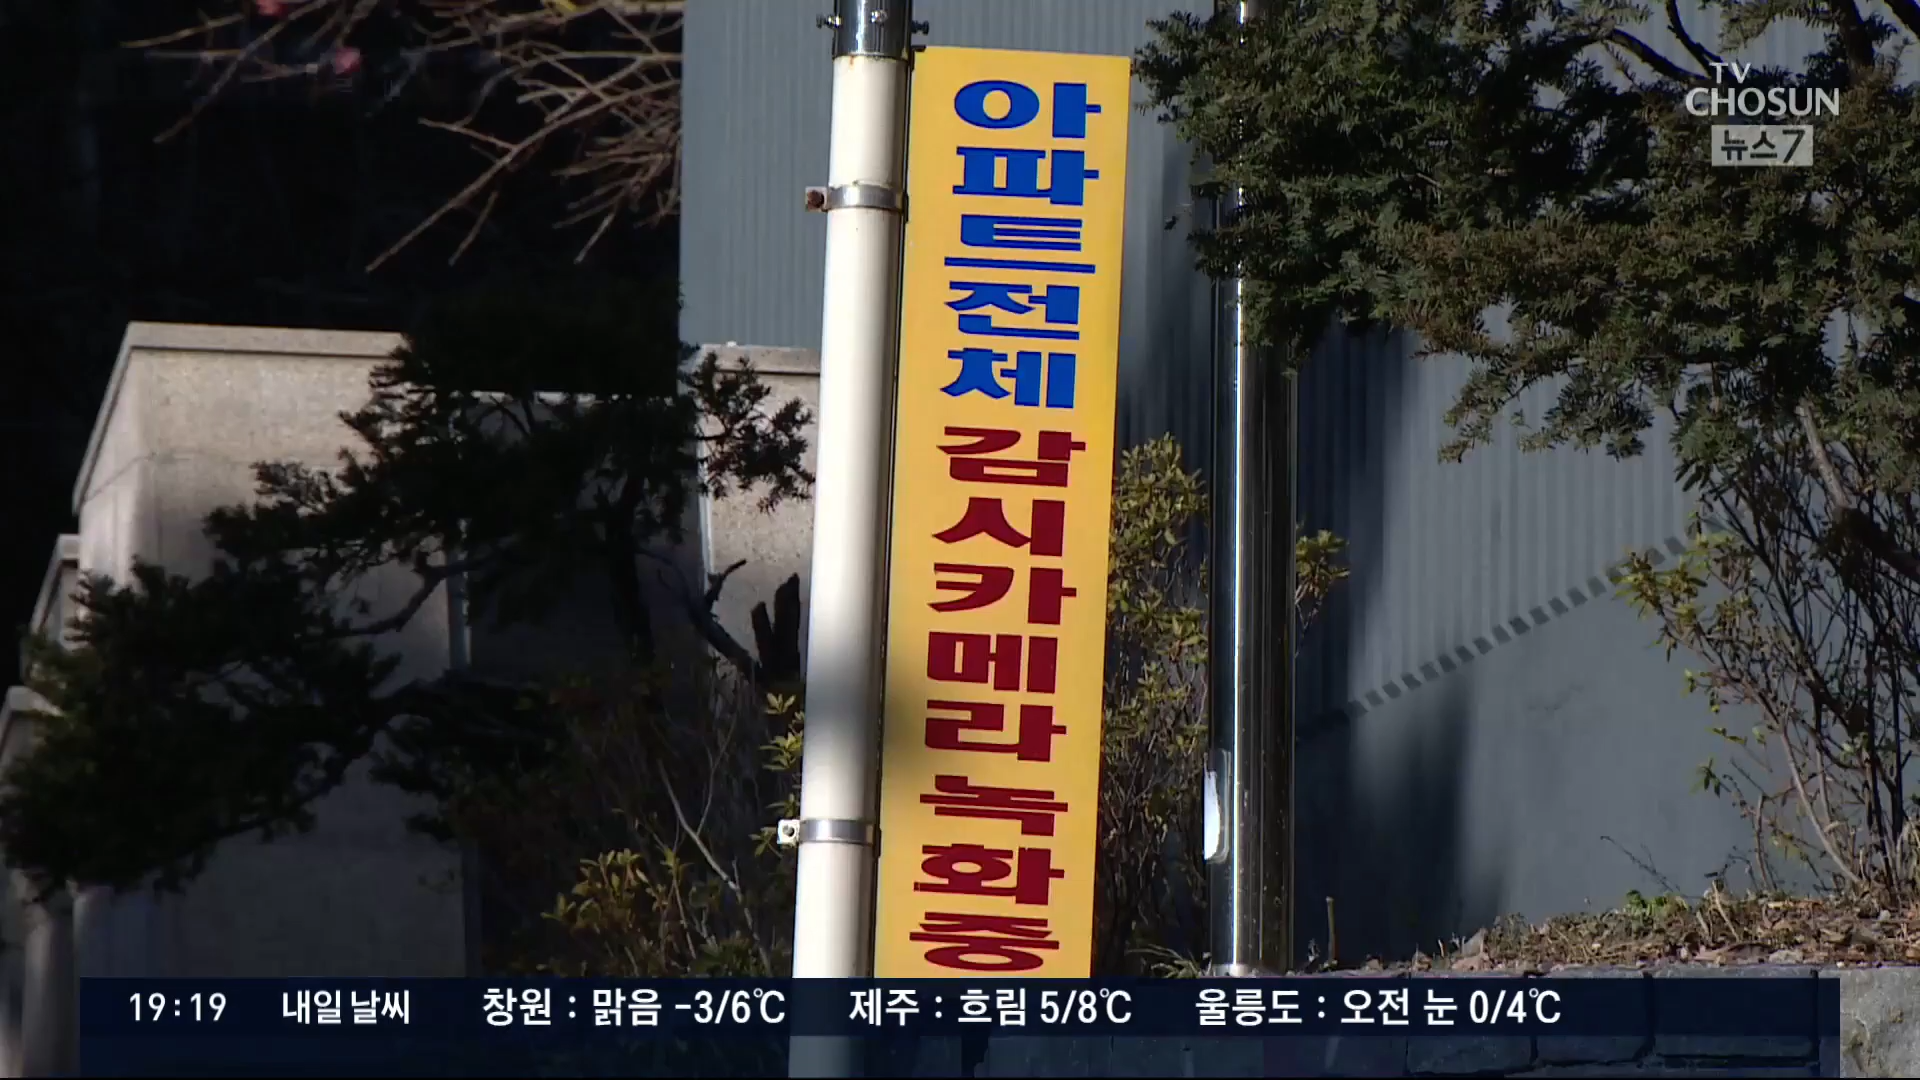 아파트전체 감시카메라 녹화중
TV
CHOSUN
뉴스7
19:19 내일 날씨 창원 : 맑음 -3/6℃ 제주 : 흐림 5/8℃ 울릉도 : 오전 눈 0/4℃